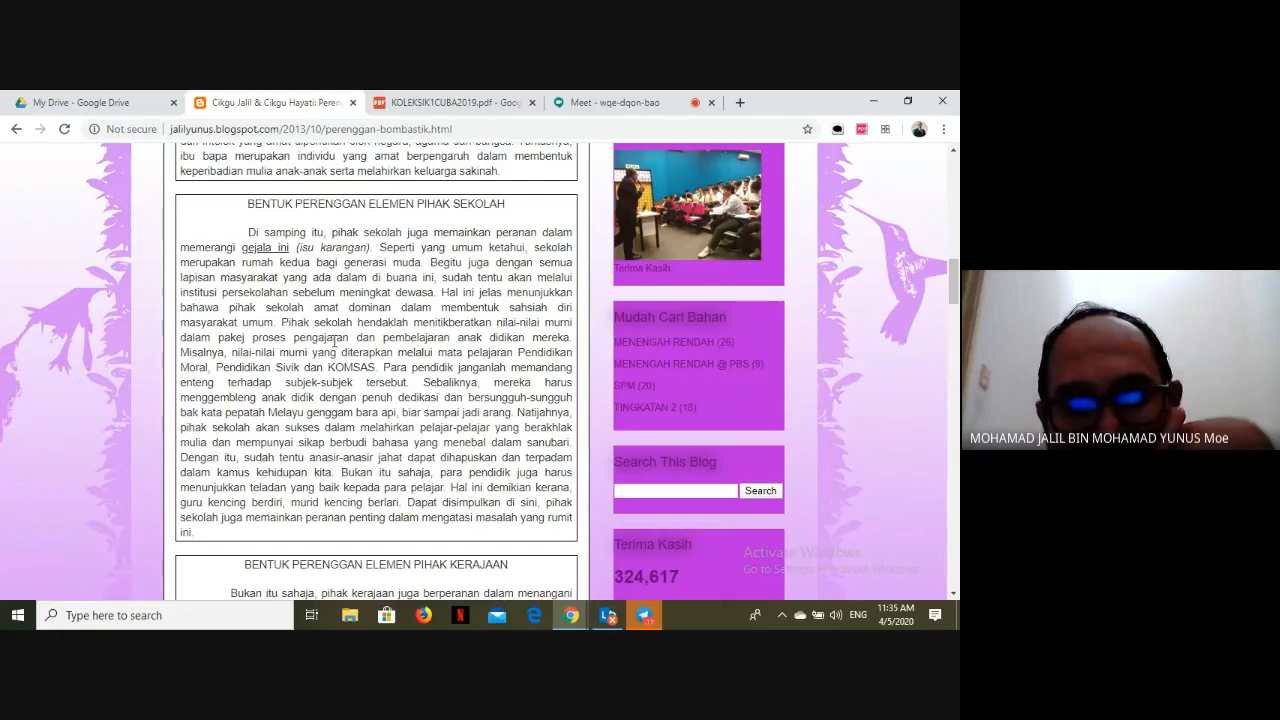 My Drive - Google Drive
Cikgu Jalil & Cikgu Hayati: Peren
KOLEKSIK1CUBA2019.pdf - Goog
Meet - wqe-dqon-bao
Not secure
jalilyunus.blogspot.com/2013/10/perenggan-bombastik.html
ibu bapa merupakan individu yang amat berpengaruh dalam membentuk
keperibadian mulia anak-anak serta melahirkan keluarga sakinah.
BENTUK PERENGGAN ELEMEN PIHAK SEKOLAH
Di samping itu, pihak sekolah juga memainkan peranan dalam
memerangi gejala ini (isu karangan). Seperti yang umum ketahui, sekolah
merupakan rumah kedua bagi generasi muda. Begitu juga dengan semua
lapisan masyarakat yang ada dalam di buana ini, sudah tentu akan melalui
institusi persekolahan sebelum meningkat dewasa. Hal ini jelas menunjukkan
bahawa pihak sekolah amat dominan dalam membentuk sahsiah diri
masyarakat umum. Pihak sekolah hendaklah menitikberatkan nilai-nilai murni
dalam pakej proses pengajaran dan pembelajaran anak didikan mereka.
Misalnya, nilai-nilai murni yang diterapkan melalui mata pelajaran Pendidikan
Moral, Pendidikan Sivik dan KOMSAS. Para pendidik janganlah memandang
enteng terhadap subjek-subjek tersebut. Sebaliknya, mereka harus
menggembleng anak didik dengan penuh dedikasi dan bersungguh-sungguh
bak kata pepatah Melayu genggam bara api, biar sampai jadi arang. Natijahnya,
pihak sekolah akan sukses dalam melahirkan pelajar-pelajar yang berakhlak
mulia dan mempunyai sikap berbudi bahasa yang menebal dalam sanubari.
Dengan itu, sudah tentu anasir-anasir jahat dapat dihapuskan dan terpadam
dalam kamus kehidupan kita. Bukan itu sahaja, para pendidik juga harus
menunjukkan teladan yang baik kepada para pelajar. Hal ini demikian kerana,
guru kencing berdiri, murid kencing berlari. Dapat disimpulkan di sini, pihak
sekolah juga memainkan peranan penting dalam mengatasi masalah yang rumit
ini.
BENTUK PERENGGAN ELEMEN PIHAK KERAJAAN
Bukan itu sahaja, pihak kerajaan juga berperanan dalam menangani
Terima Kasih
Mudah Cari Bahan
MENENGAH RENDAH (26)
MENENGAH RENDAH @ PBS (9)
SPM (20)
TINGKATAN 2 (18)
Search This Blog
Search
Terima Kasih
324,617
Activate Windows
Go to Settings to activate Windows.
MOHAMAD JALIL BIN MOHAMAD YUNUS Moe
Type here to search
ENG
11:35 AM
4/5/2020